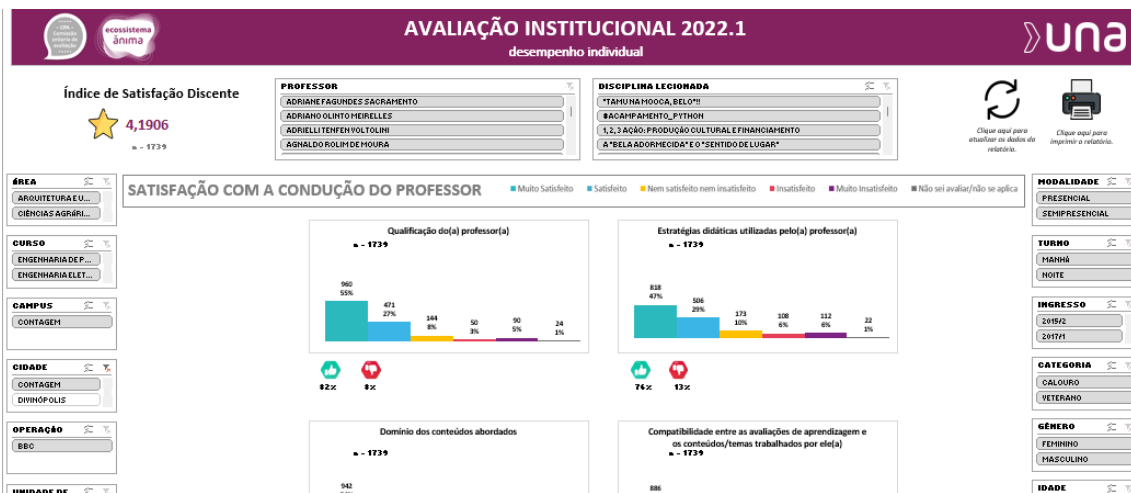 CPA
Comissão
própria de
avaliação
ecossistema
ânima
AVALIAÇÃO INSTITUCIONAL 2022.1
desempenho individual
una
Índice de Satisfação Discente
4,1906
n - 1739
PROFESSOR
ADRIANE FAGUNDES SACRAMENTO
ADRIANO OLINTO MEIRELLES
ADRIELLI TENFEN VOLTOLINI
AGNALDO ROLIM DE MOURA
DISCIPLINA LECIONADA
"TAMU NA MOOCA, BELO"!!
#ACAMPAMENTO_PYTHON
1, 2, 3 AÇÃO: PRODUÇÃO CULTURAL E FINANCIAMENTO
A "BELA ADORMECIDA" E O "SENTIDO DE LUGAR"
Clique aqui para
atualizar os dados do
relatório.
Clique aqui para
imprimir o relatório.
ÁREA
ARQUITETURA E U...
CIÊNCIAS AGRÁRI...
CURSO
ENGENHARIA DE P...
ENGENHARIA ELET...
CAMPUS
CONTAGEM
CIDADE
CONTAGEM
DIVINÓPOLIS
OPERAÇÃO
BBC
UNIDADE DE
SATISFAÇÃO COM A CONDUÇÃO DO PROFESSOR
Muito Satisfeito Satisfeito Nem satisfeito nem insatisfeito Insatisfeito Muito Insatisfeito Não sei avaliar/não se aplica
Qualificação do(a) professor(a)
n - 1739
960
55%
471
27%
144
8%
50
3%
90
5%
24
1%
82%
8%
Estratégias didáticas utilizadas pelo(a) professor(a)
n - 1739
818
47%
506
29%
173
10%
108
6%
112
6%
22
1%
76%
13%
Domínio dos conteúdos abordados
n - 1739
942
Compatibilidade entre as avaliações de aprendizagem e
os conteúdos/temas trabalhados por ele(a)
n - 1739
886
MODALIDADE
PRESENCIAL
SEMIPRESENCIAL
TURNO
MANHÃ
NOITE
INGRESSO
2015/2
2017/1
CATEGORIA
CALOURO
VETERANO
GÊNERO
FEMININO
MASCULINO
IDADE